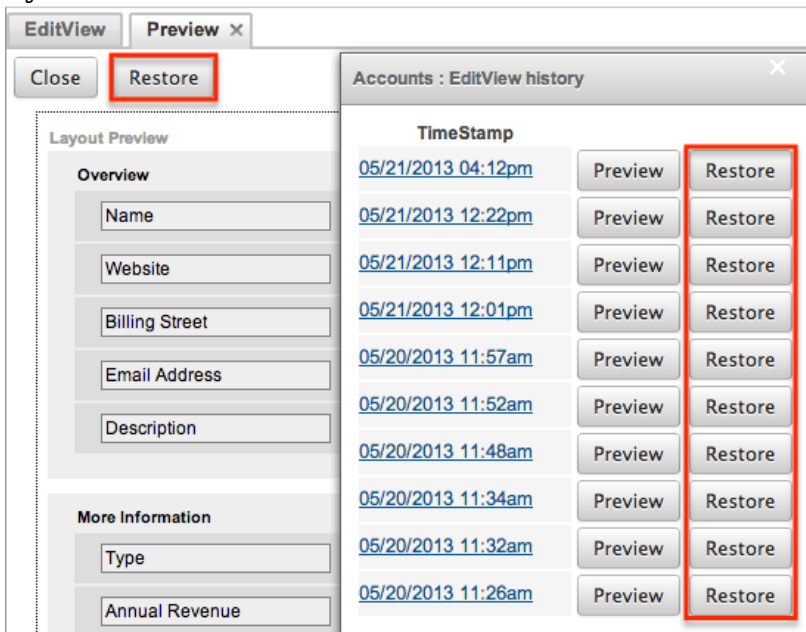 EditView Preview ×
Close Restore
Layout Preview
Overview
Name
Website
Billing Street
Email Address
Description
More Information
Type
Annual Revenue
Accounts : EditView history ×
TimeStamp
05/21/2013 04:12pm Preview Restore
05/21/2013 12:22pm Preview Restore
05/21/2013 12:11pm Preview Restore
05/21/2013 12:01pm Preview Restore
05/20/2013 11:57am Preview Restore
05/20/2013 11:52am Preview Restore
05/20/2013 11:48am Preview Restore
05/20/2013 11:34am Preview Restore
05/20/2013 11:32am Preview Restore
05/20/2013 11:26am Preview Restore